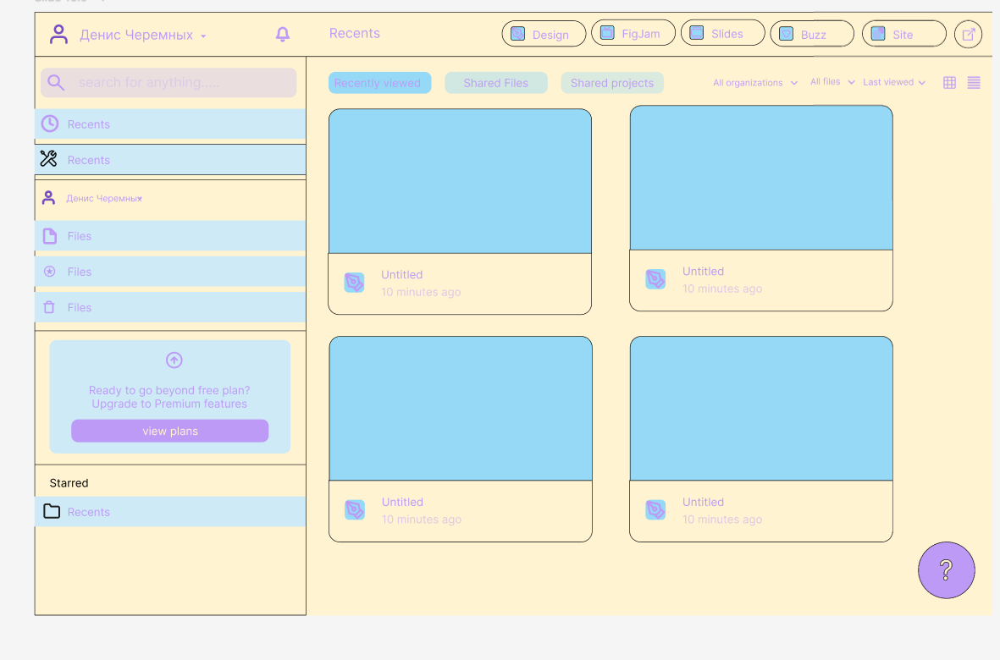 Денис Черемных
Recents
Design
FigJam
Slides
Buzz
Site
search for anything.....
Recents
Recents
Денис Черемных
Files
Files
Files
Ready to go beyond free plan?
Upgrade to Premium features
view plans
Starred
Recents
Recently viewed
Shared Files
Shared projects
All organizations
All files
Last viewed
Untitled
10 minutes ago
Untitled
10 minutes ago
Untitled
10 minutes ago
Untitled
10 minutes ago
?